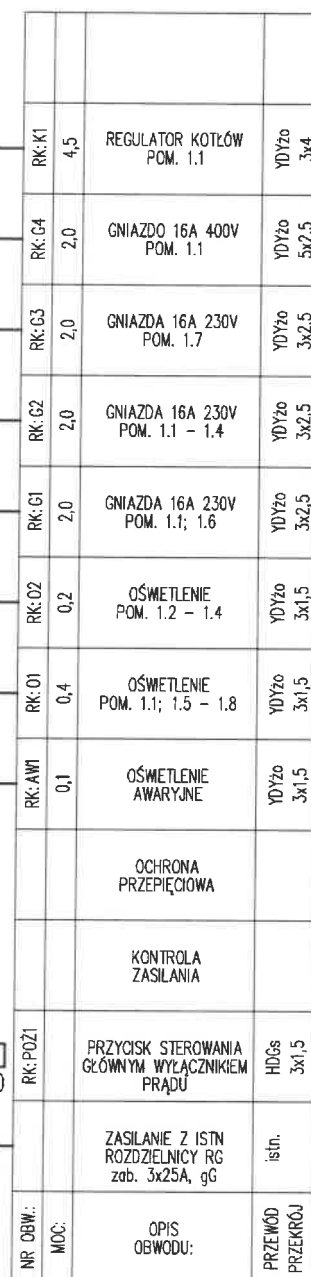 RK:K1
4,5
REGULATOR KOTŁÓW
POM. 1.1
YDYżo
3x4
RK:G4
2,0
GNIAZDO 16A 400V
POM. 1.1
YDYżo
5x2,5
RK:G3
2,0
GNIAZDA 16A 230V
POM. 1.7
YDYżo
3x2,5
RK:G2
2,0
GNIAZDA 16A 230V
POM. 1.1 - 1.4
YDYżo
3x2,5
RK:G1
2,0
GNIAZDA 16A 230V
POM. 1.1; 1.6
YDYżo
3x2,5
RK:O2
0,2
OŚWIETLENIE
POM. 1.2 - 1.4
YDYżo
3x1,5
RK:O1
0,4
OŚWIETLENIE
POM. 1.1; 1.5 - 1.8
YDYżo
3x1,5
RK:AW1
0,1
OŚWIETLENIE
AWARYJNE
YDYżo
3x1,5
OCHRONA
PRZEPIĘCIOWA
KONTROLA
ZASILANIA
RK:POŻ1
PRZYCISK STEROWANIA
GŁÓWNYM WYŁĄCZNIKIEM
PRĄDU
HDGs
3x1,5
ZASILANIE Z ISTN
ROZDZIELNICY RG
zab. 3x25A, gG
istn.
NR OBW.:
MOC:
OPIS
OBWODU:
PRZEWÓD
PRZEKRÓJ